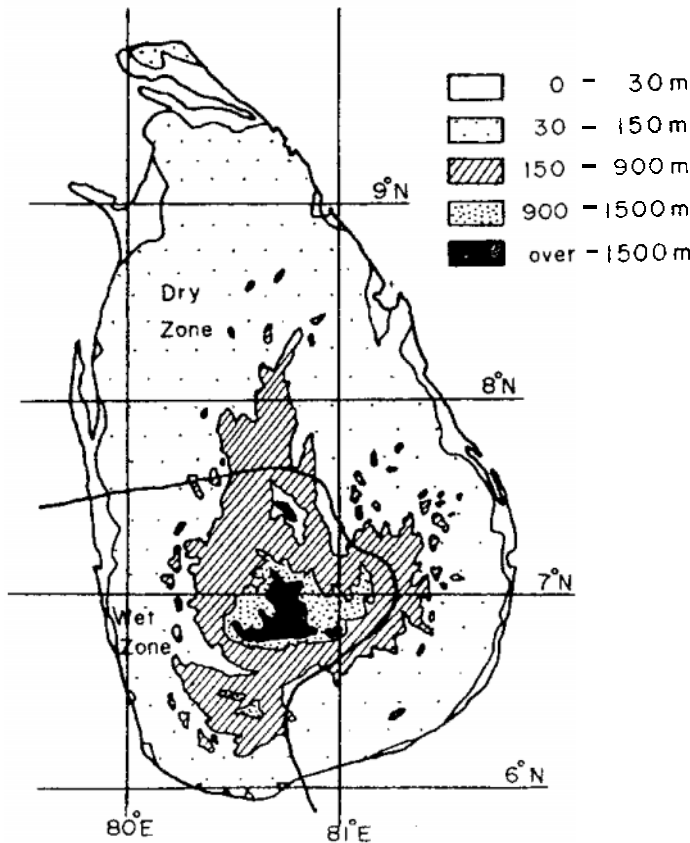 0 - 30m
30 - 150m
150 - 900m
900 - 1500m
over - 1500m
9°N
Dry
Zone
8°N
7°N
Wet
Zone
6°N
80°E
81°E